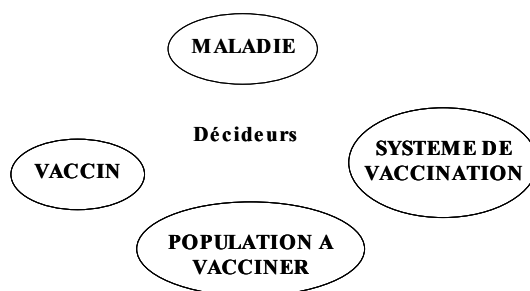 MALADIE
Décideurs
VACCIN
SYSTEME DE
VACCINATION
POPULATION A
VACCINER